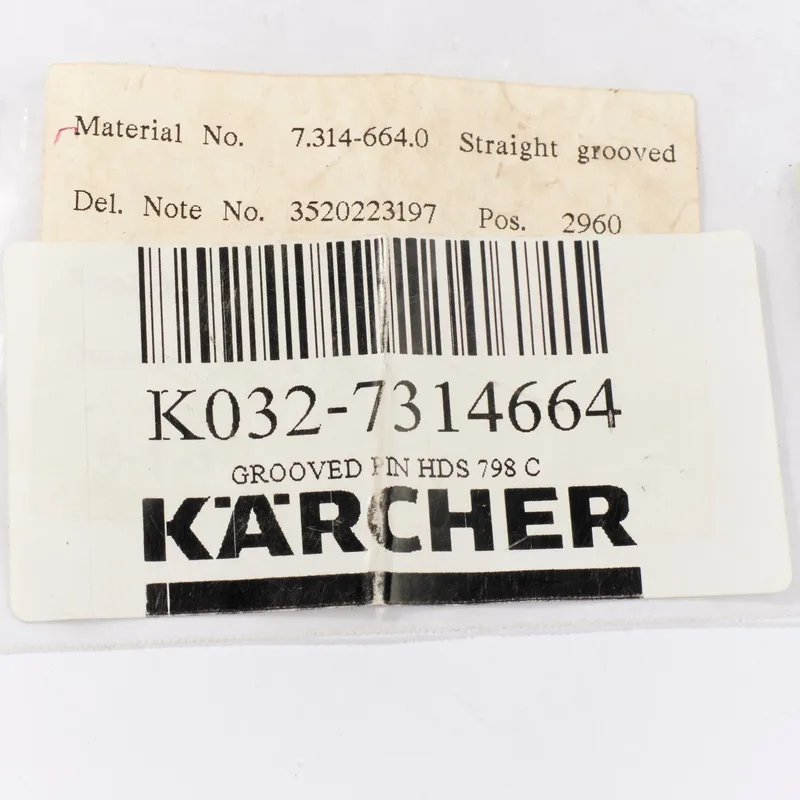 Material No. 7.314-664.0 Straight grooved
Del. Note No. 3520223197 Pos. 2960
K032-7314664
GROOVED PIN HDS 798 C
KÄRCHER